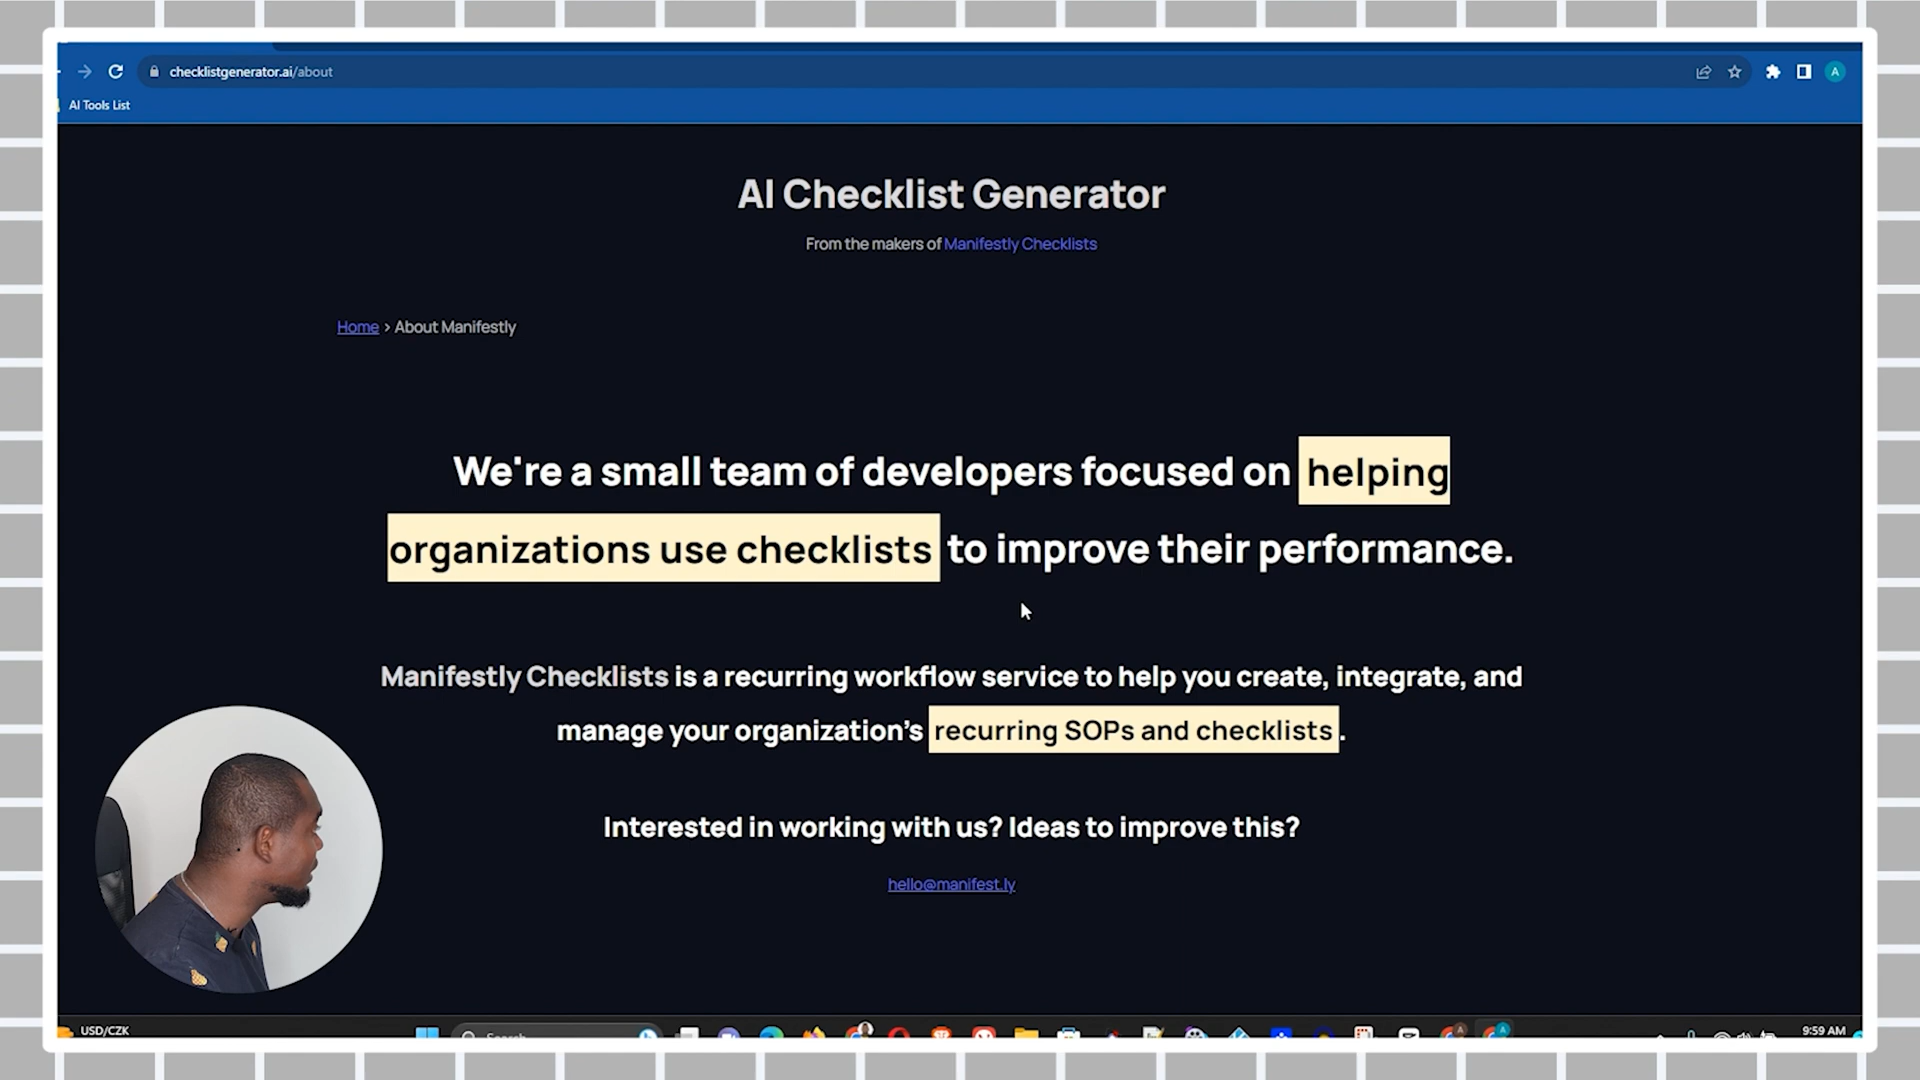 checklistgenerator.ai/about
A
AI Tools List
AI Checklist Generator
From the makers of Manifestly Checklists
Home > About Manifestly
We're a small team of developers focused on helping
organizations use checklists to improve their performance.
Manifestly Checklists is a recurring workflow service to help you create, integrate, and
manage your organization's recurring SOPs and checklists.
Interested in working with us? Ideas to improve this?
hello@manifest.ly
USD/CZK
Search
9:59 AM